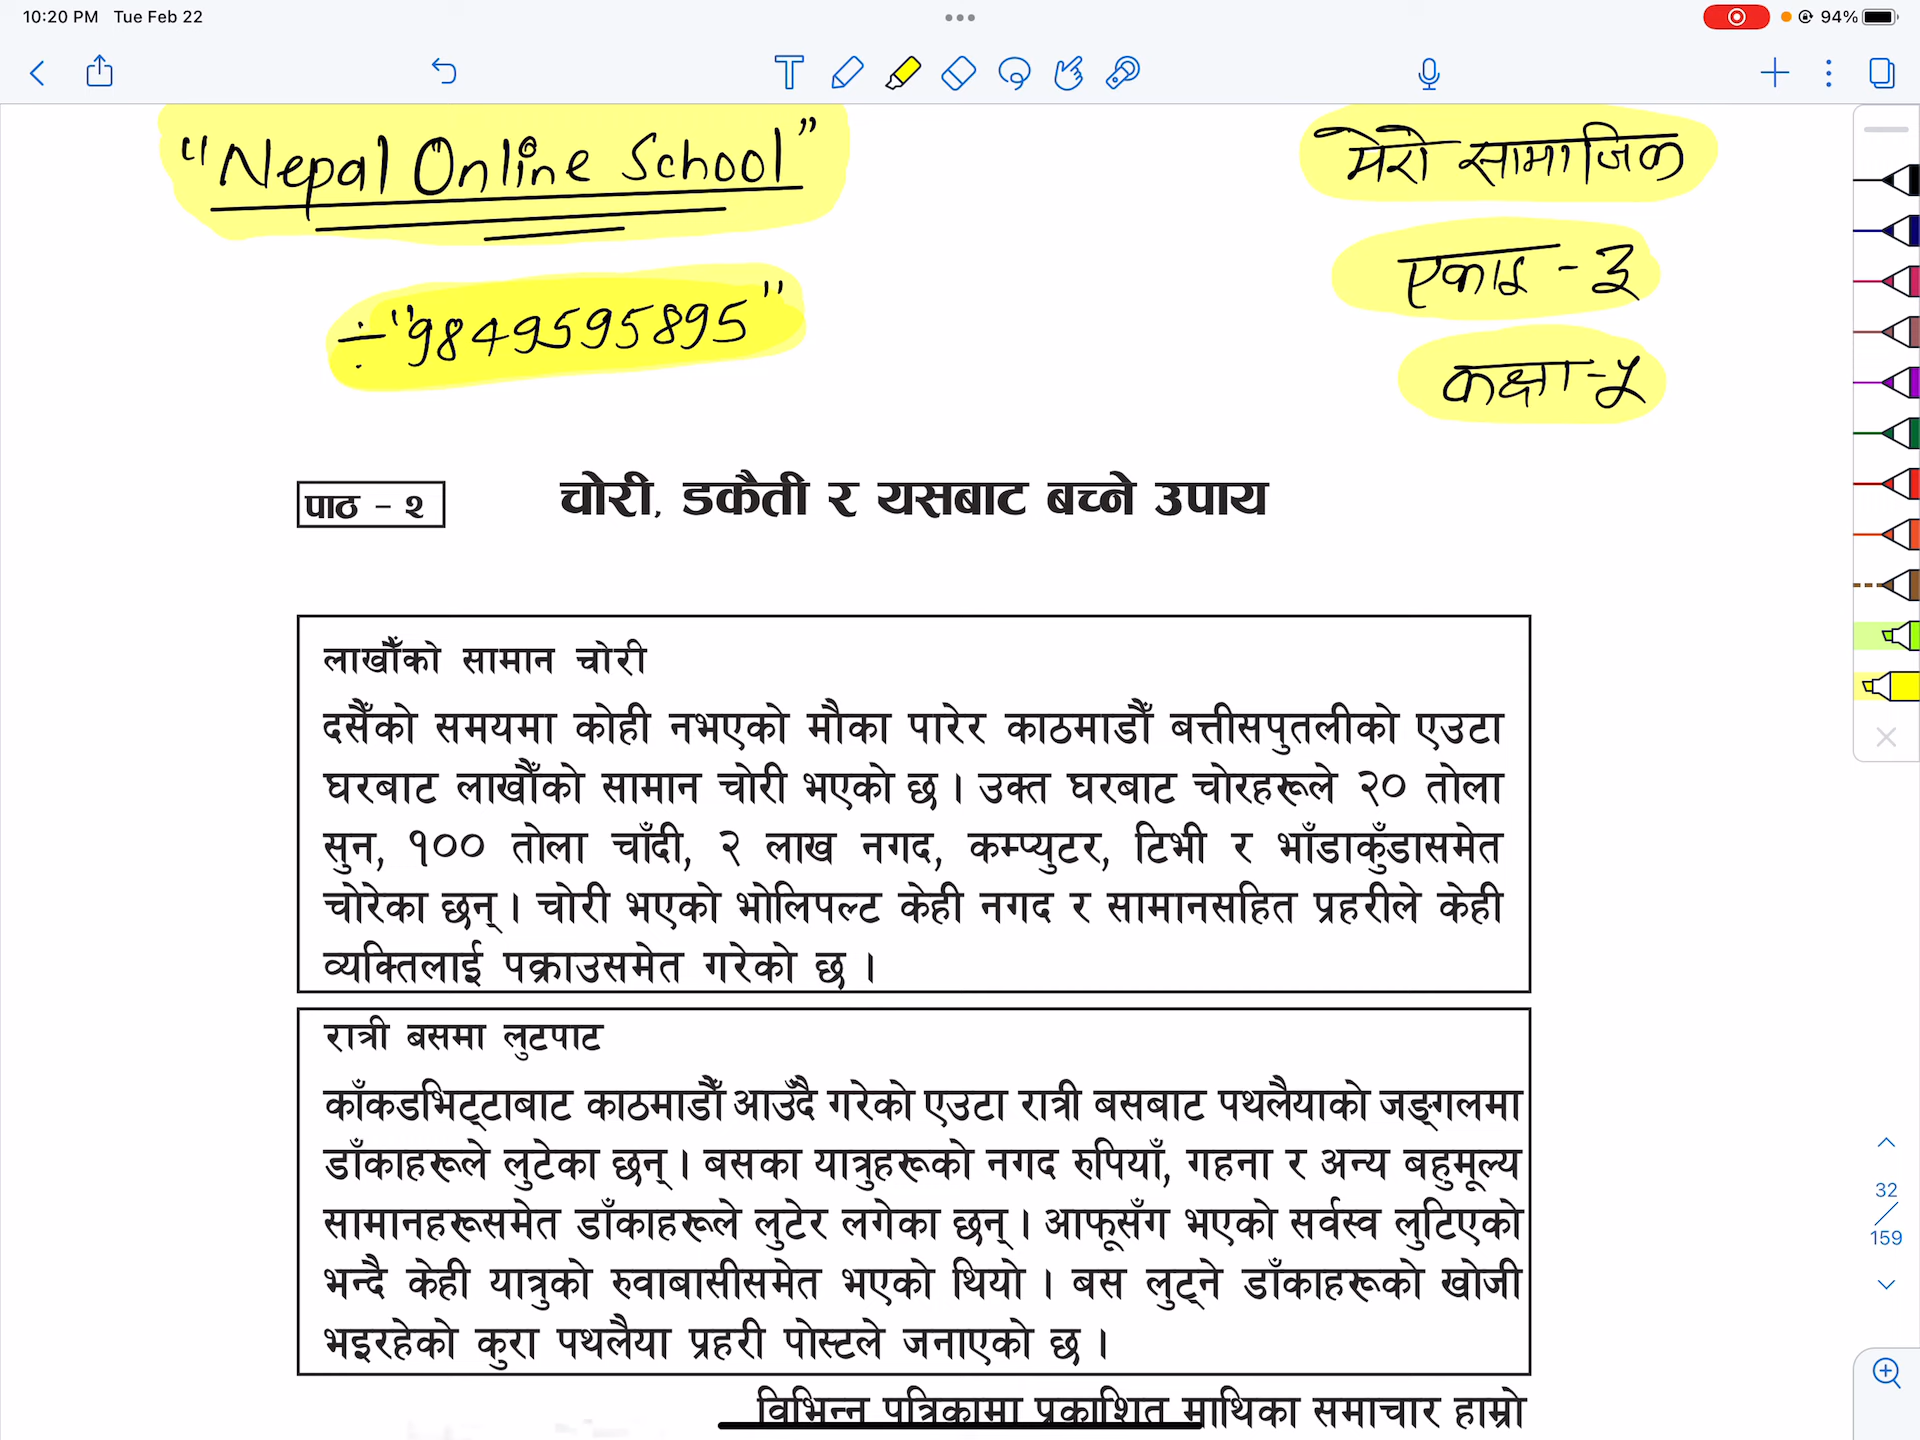 10:20 PM Tue Feb 22
94%
"Nepal Online School"
÷"9849595895"
मेरो सामाजिक
एकाइ - ३
कक्षा - ५
पाठ - २
चोरी, डकैती र यसबाट बच्ने उपाय
लाखौँको सामान चोरी
दसैँको समयमा कोही नभएको मौका पारेर काठमाडौँ बत्तीसपुतलीको एउटा
घरबाट लाखौँको सामान चोरी भएको छ । उक्त घरबाट चोरहरूले २० तोला
सुन, १०० तोला चाँदी, २ लाख नगद, कम्प्युटर, टिभी र भाँडाकुँडासमेत
चोरेका छन् । चोरी भएको भोलिपल्ट केही नगद र सामानसहित प्रहरीले केही
व्यक्तिलाई पक्राउसमेत गरेको छ ।
रात्री बसमा लुटपाट
काँकडभिट्टाबाट काठमाडौँ आउँदै गरेको एउटा रात्री बसबाट पथलैयाको जङ्गलमा
डाँकाहरूले लुटेका छन् । बसका यात्रुहरूको नगद रुपियाँ, गहना र अन्य बहुमूल्य
सामानहरूसमेत डाँकाहरूले लुटेर लगेका छन् । आफूसँग भएको सर्वस्व लुटिएको
भन्दै केही यात्रुको रुवाबासीसमेत भएको थियो । बस लुट्ने डाँकाहरूको खोजी
भइरहेको कुरा पथलैया प्रहरी पोस्टले जनाएको छ ।
विभिन्न पत्रिकामा प्रकाशित माथिका समाचार हाम्रो
32
/
159